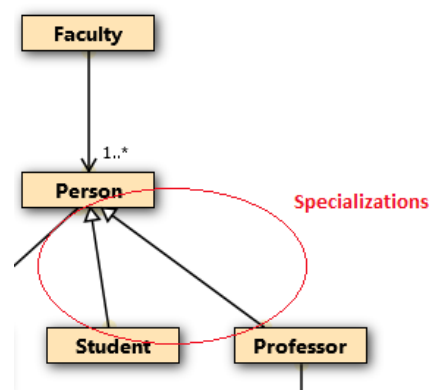 Faculty
1..*
Person
Specializations
Student
Professor